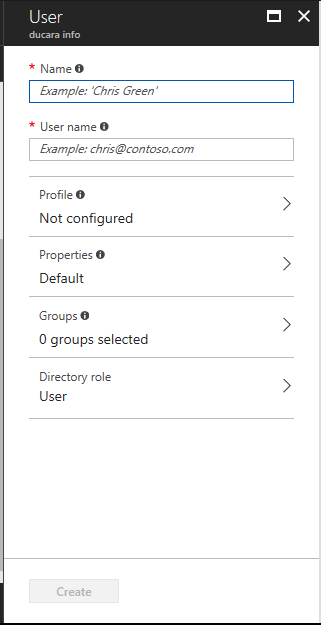 User
ducara info
* Name
Example: 'Chris Green'
* User name
Example: chris@contoso.com
Profile
Not configured
Properties
Default
Groups
0 groups selected
Directory role
User
Create